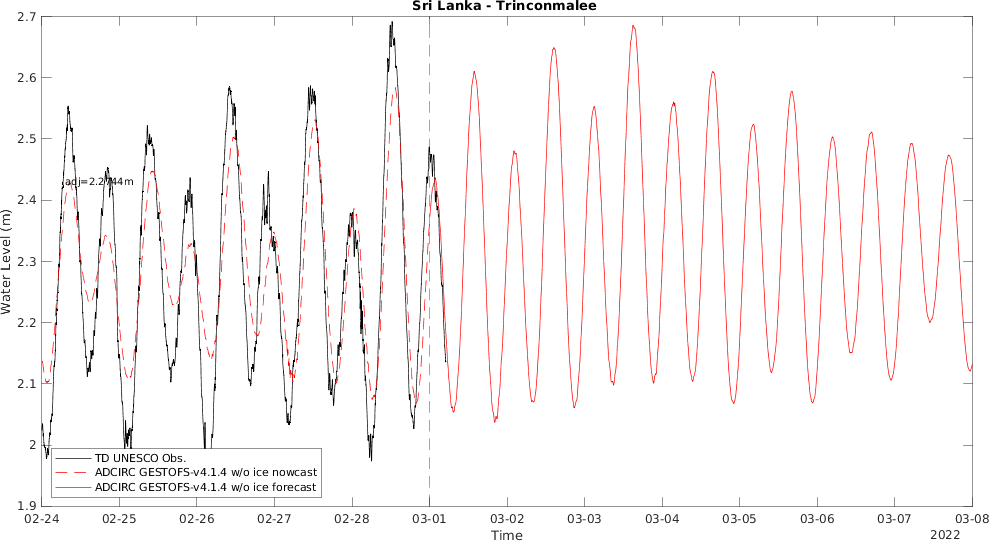 Sri Lanka - Trinconmalee
2.7
2.6
2.5
2.4
2.3
2.2
2.1
2
1.9
Water Level (m)
adj=2.2744m
TD UNESCO Obs.
ADCIRC GESTOFS-v4.1.4 w/o ice nowcast
ADCIRC GESTOFS-v4.1.4 w/o ice forecast
02-24 02-25 02-26 02-27 02-28 03-01 03-02 03-03 03-04 03-05 03-06 03-07 03-08
Time
2022